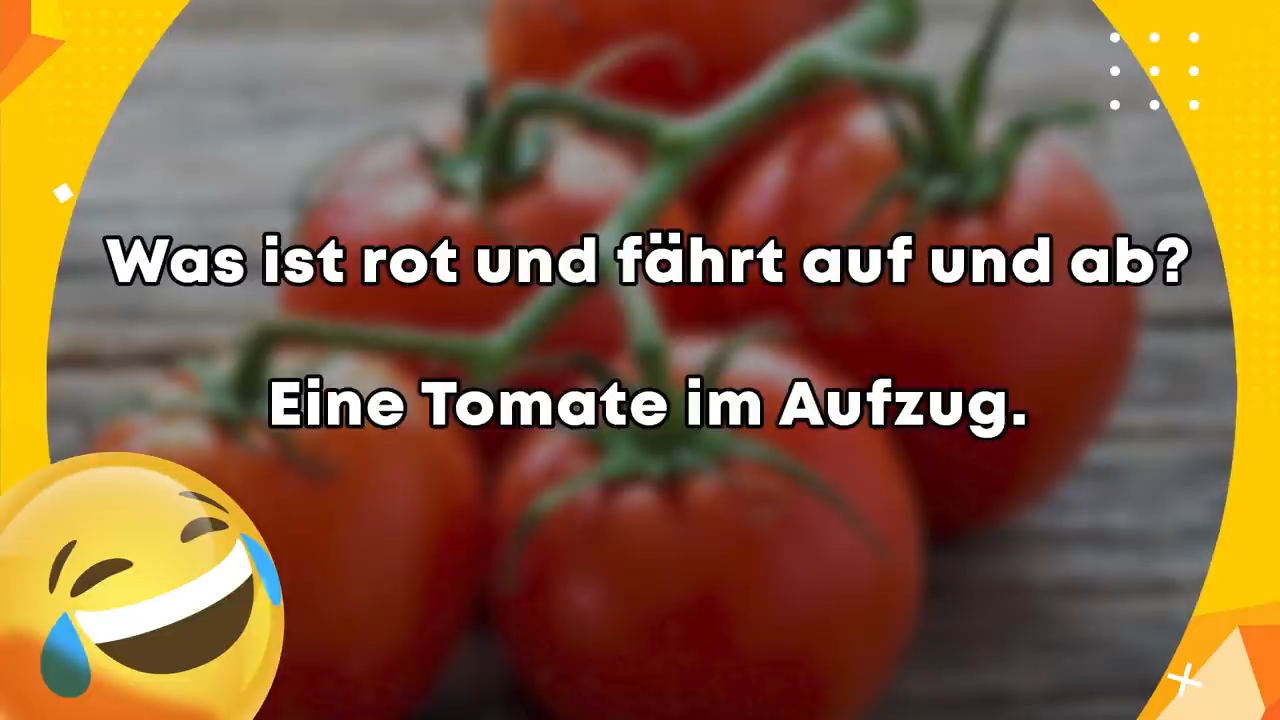 Was ist rot und fährt auf und ab?
Eine Tomate im Aufzug.